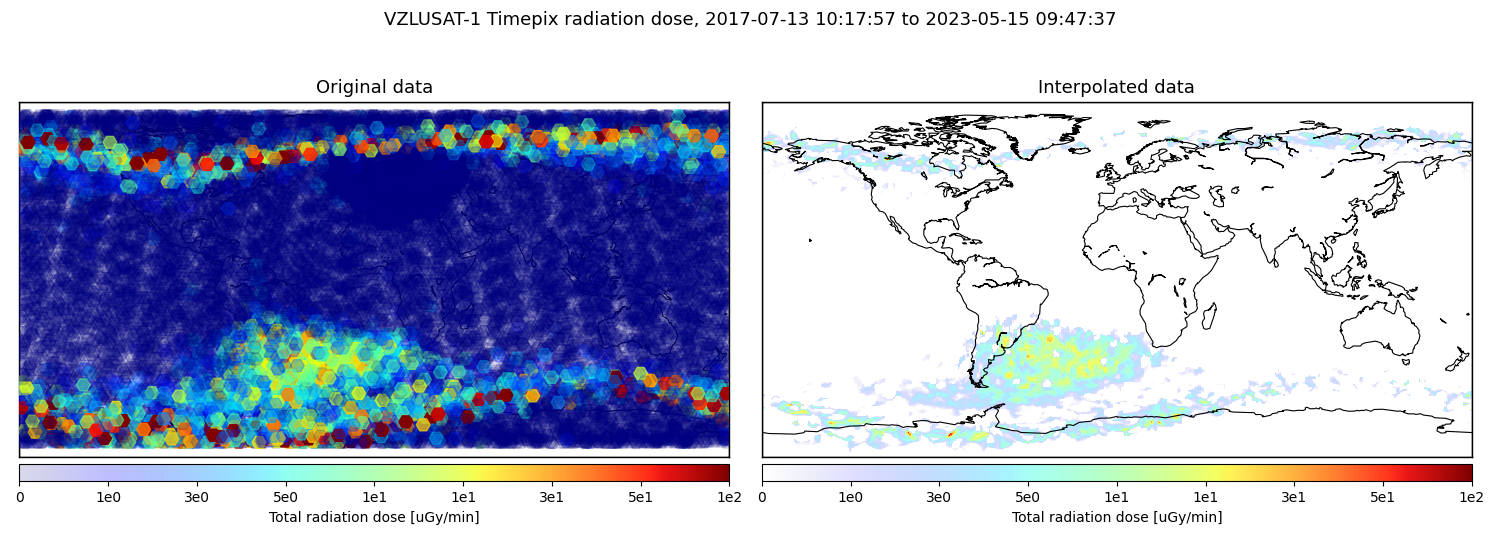 VZLUSAT-1 Timepix radiation dose, 2017-07-13 10:17:57 to 2023-05-15 09:47:37
Original data
0 1e0 3e0 5e0 1e1 1e1 3e1 5e1 1e2
Total radiation dose [uGy/min]
Interpolated data
0 1e0 3e0 5e0 1e1 1e1 3e1 5e1 1e2
Total radiation dose [uGy/min]